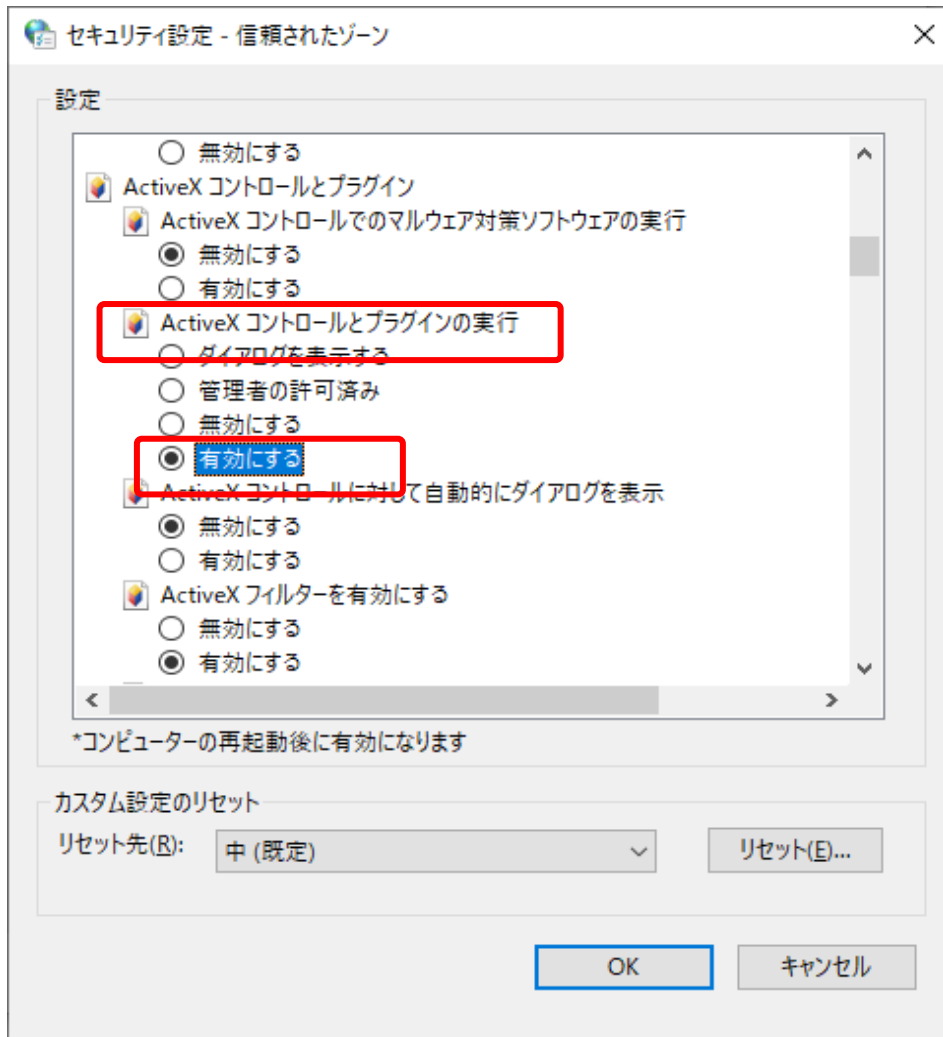 セキュリティ設定 - 信頼されたゾーン
設定
無効にする
ActiveX コントロールとプラグイン
ActiveX コントロールでのマルウェア対策ソフトウェアの実行
無効にする
有効にする
ActiveX コントロールとプラグインの実行
ダイアログを表示する
管理者の許可済み
無効にする
有効にする
ActiveX コントロールに対して自動的にダイアログを表示
無効にする
有効にする
ActiveX フィルターを有効にする
無効にする
有効にする
*コンピューターの再起動後に有効になります
カスタム設定のリセット
リセット先(R): 中 (既定) リセット(E)...
OK キャンセル